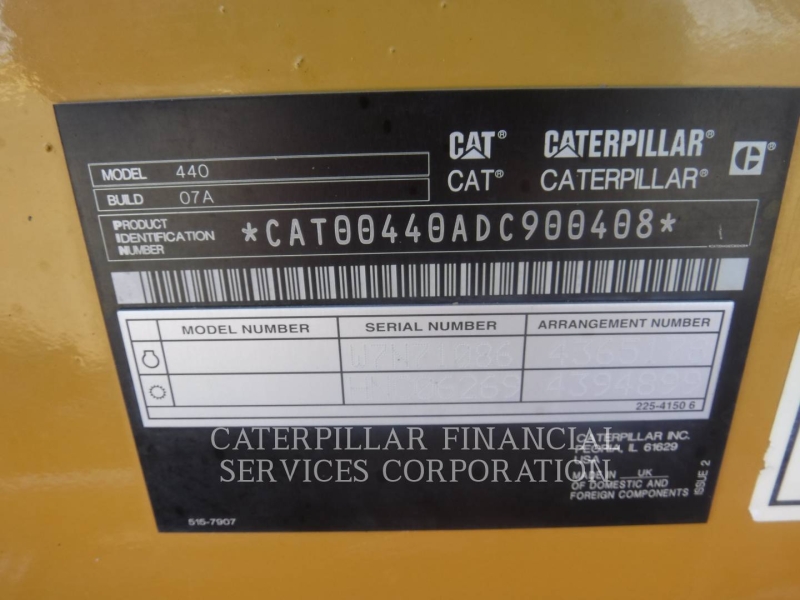 CAT® CATERPILLAR® C
CAT® CATERPILLAR®
MODEL 440
BUILD 07A
PRODUCT IDENTIFICATION NUMBER *CAT00440ADC900408*
MODEL NUMBER SERIAL NUMBER ARRANGEMENT NUMBER
225-4150 6
CATERPILLAR INC.
PEORIA, IL 61629
USA
MADE IN UK
OF DOMESTIC AND
FOREIGN COMPONENTS
ISSUE 2
515-7907
CATERPILLAR FINANCIAL
SERVICES CORPORATION